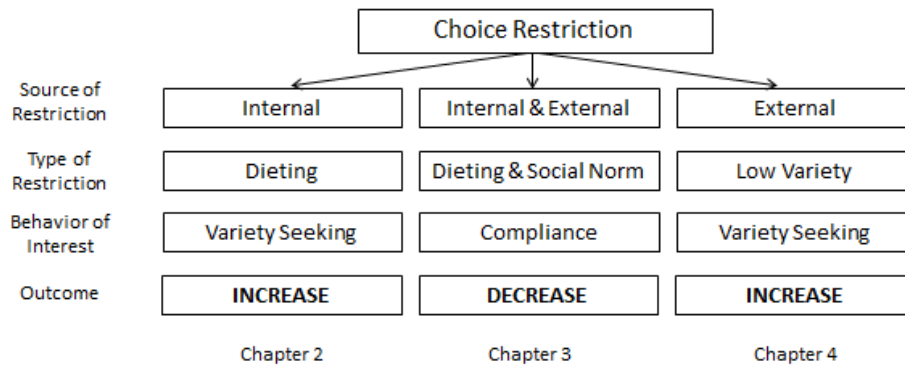 Choice Restriction
Source of
Restriction
Internal
Internal & External
External
Type of
Restriction
Dieting
Dieting & Social Norm
Low Variety
Behavior of
Interest
Variety Seeking
Compliance
Variety Seeking
Outcome
INCREASE
DECREASE
INCREASE
Chapter 2
Chapter 3
Chapter 4